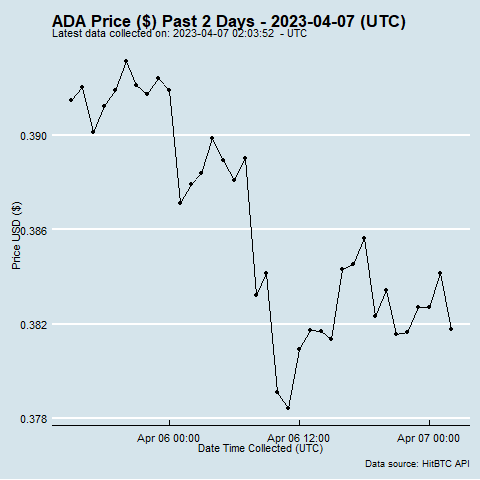 ADA Price ($) Past 2 Days - 2023-04-07 (UTC)
Latest data collected on: 2023-04-07 02:03:52  - UTC
0.390
0.386
0.382
0.378
Price USD ($)
Apr 06 00:00
Apr 06 12:00
Apr 07 00:00
Date Time Collected (UTC)
Data source: HitBTC API